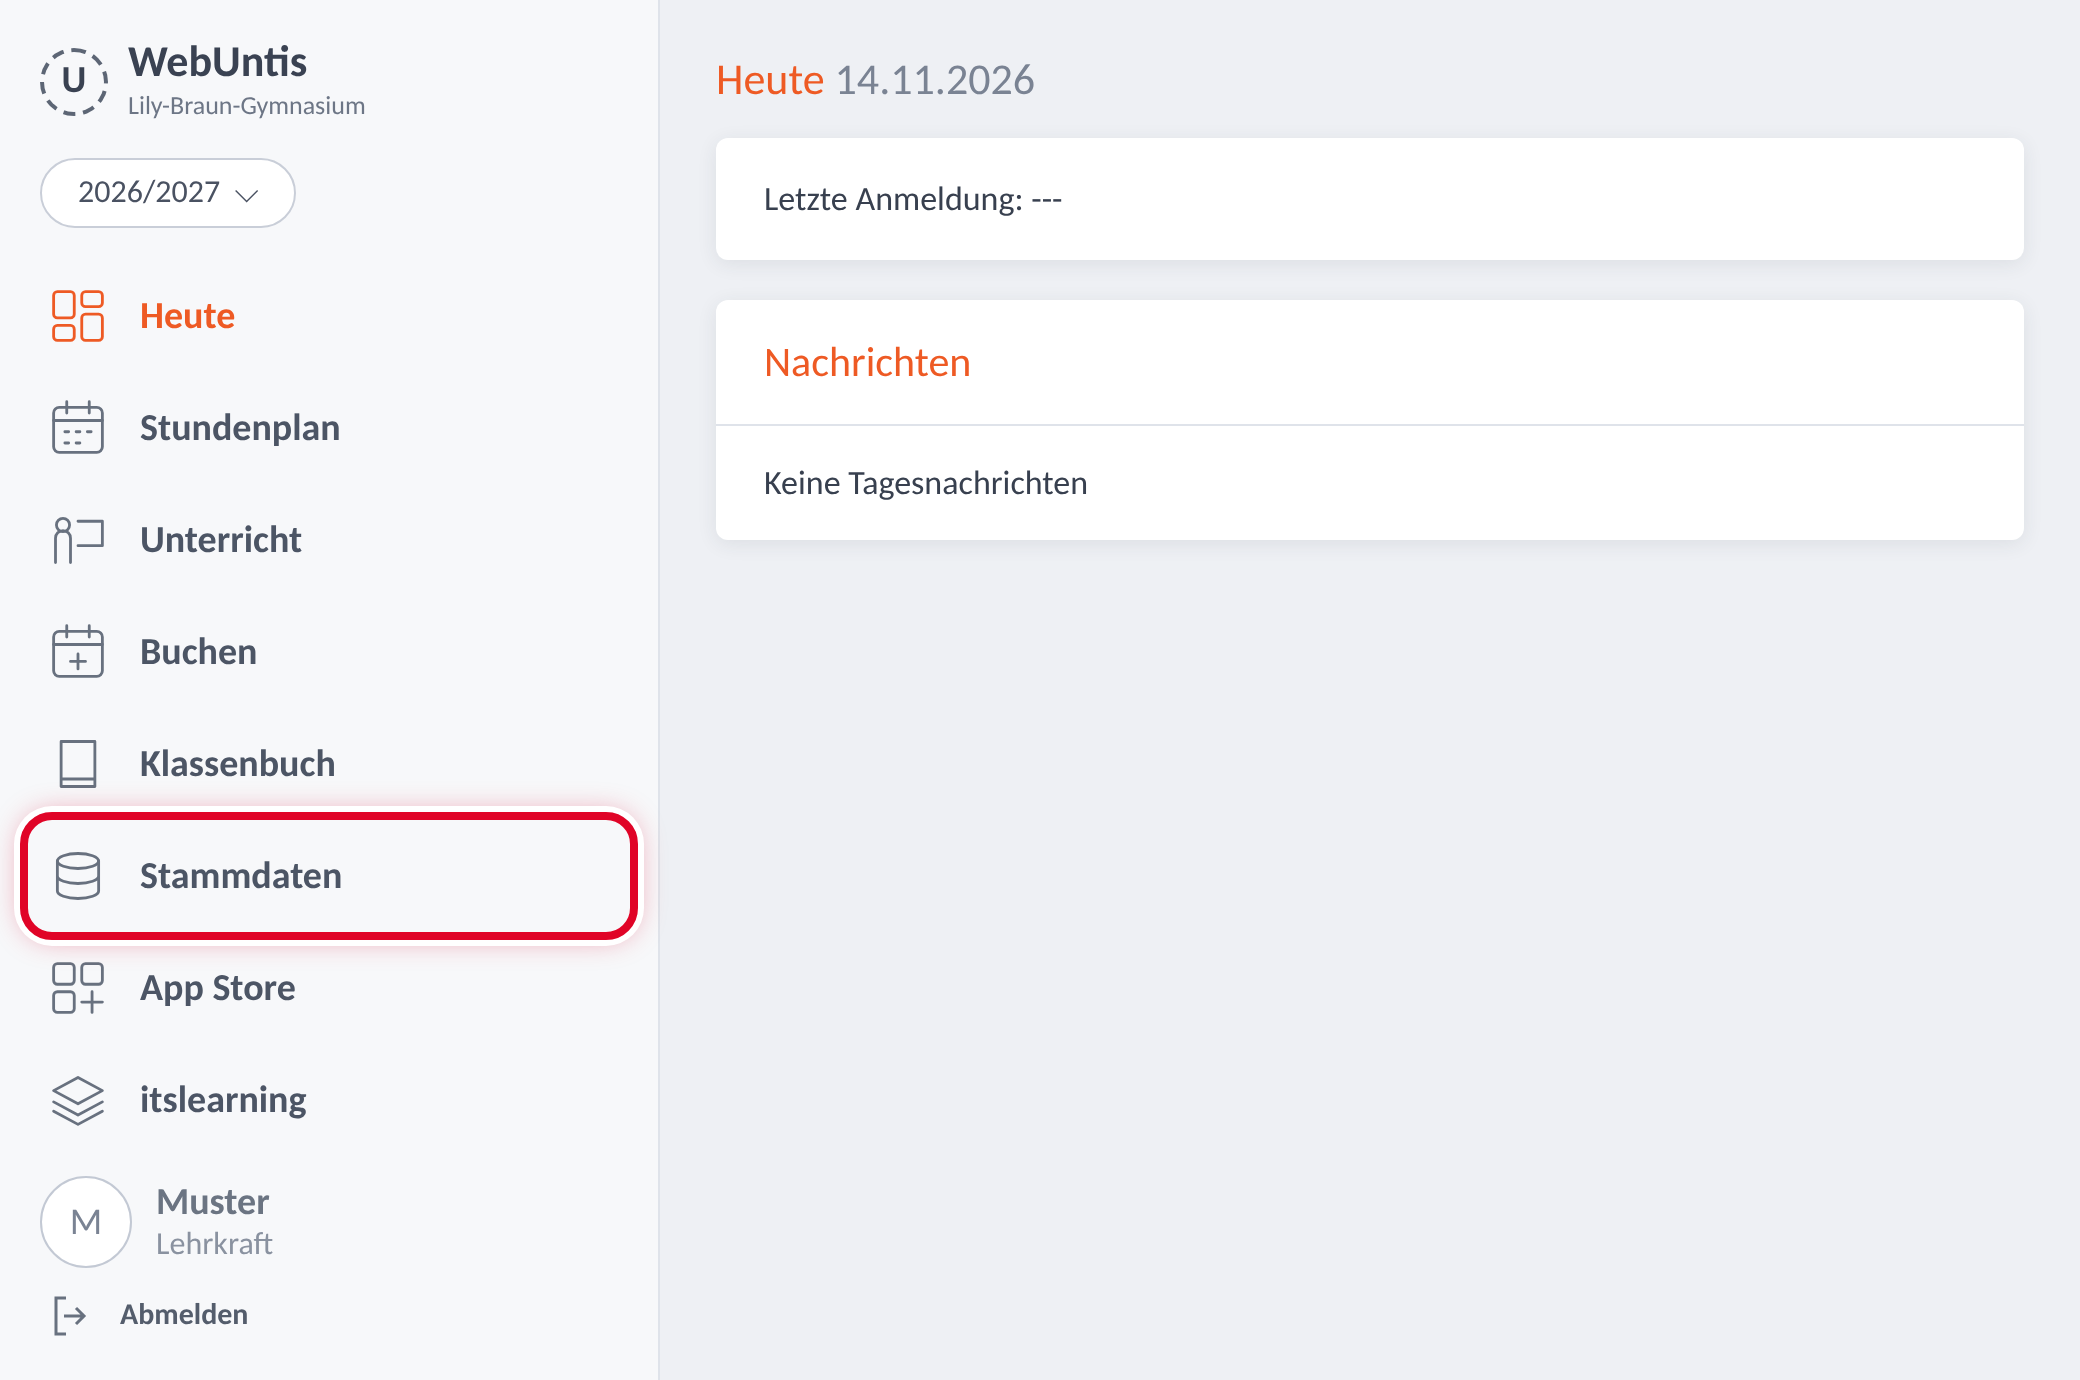 U
WebUntis
Lily-Braun-Gymnasium
2026/2027
Heute
Stundenplan
Unterricht
Buchen
Klassenbuch
Stammdaten
App Store
itslearning
M
Muster
Lehrkraft
Abmelden
Heute 14.11.2026
Letzte Anmeldung: ---
Nachrichten
Keine Tagesnachrichten